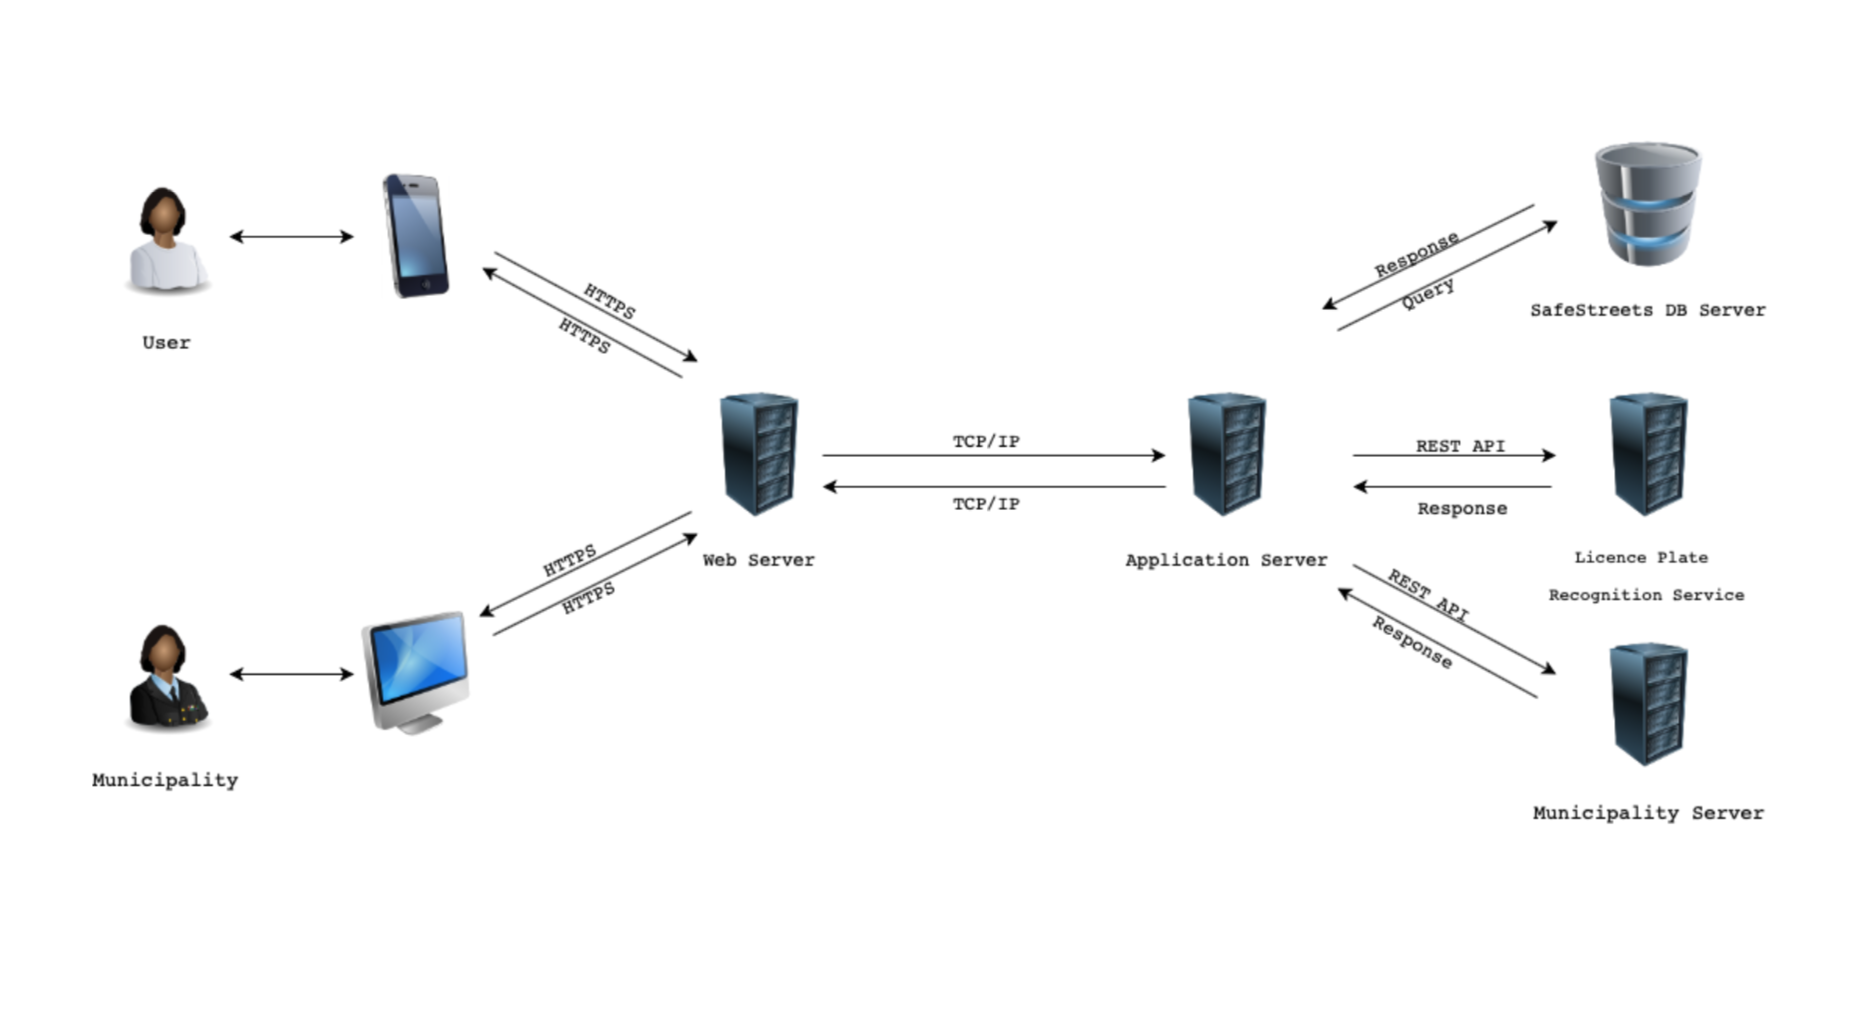 User
HTTPS
HTTPS
Response
Query
SafeStreets DB Server
TCP/IP
TCP/IP
Web Server
Application Server
REST API
Response
Licence Plate
Recognition Service
HTTPS
HTTPS
REST API
Response
Municipality
Municipality Server